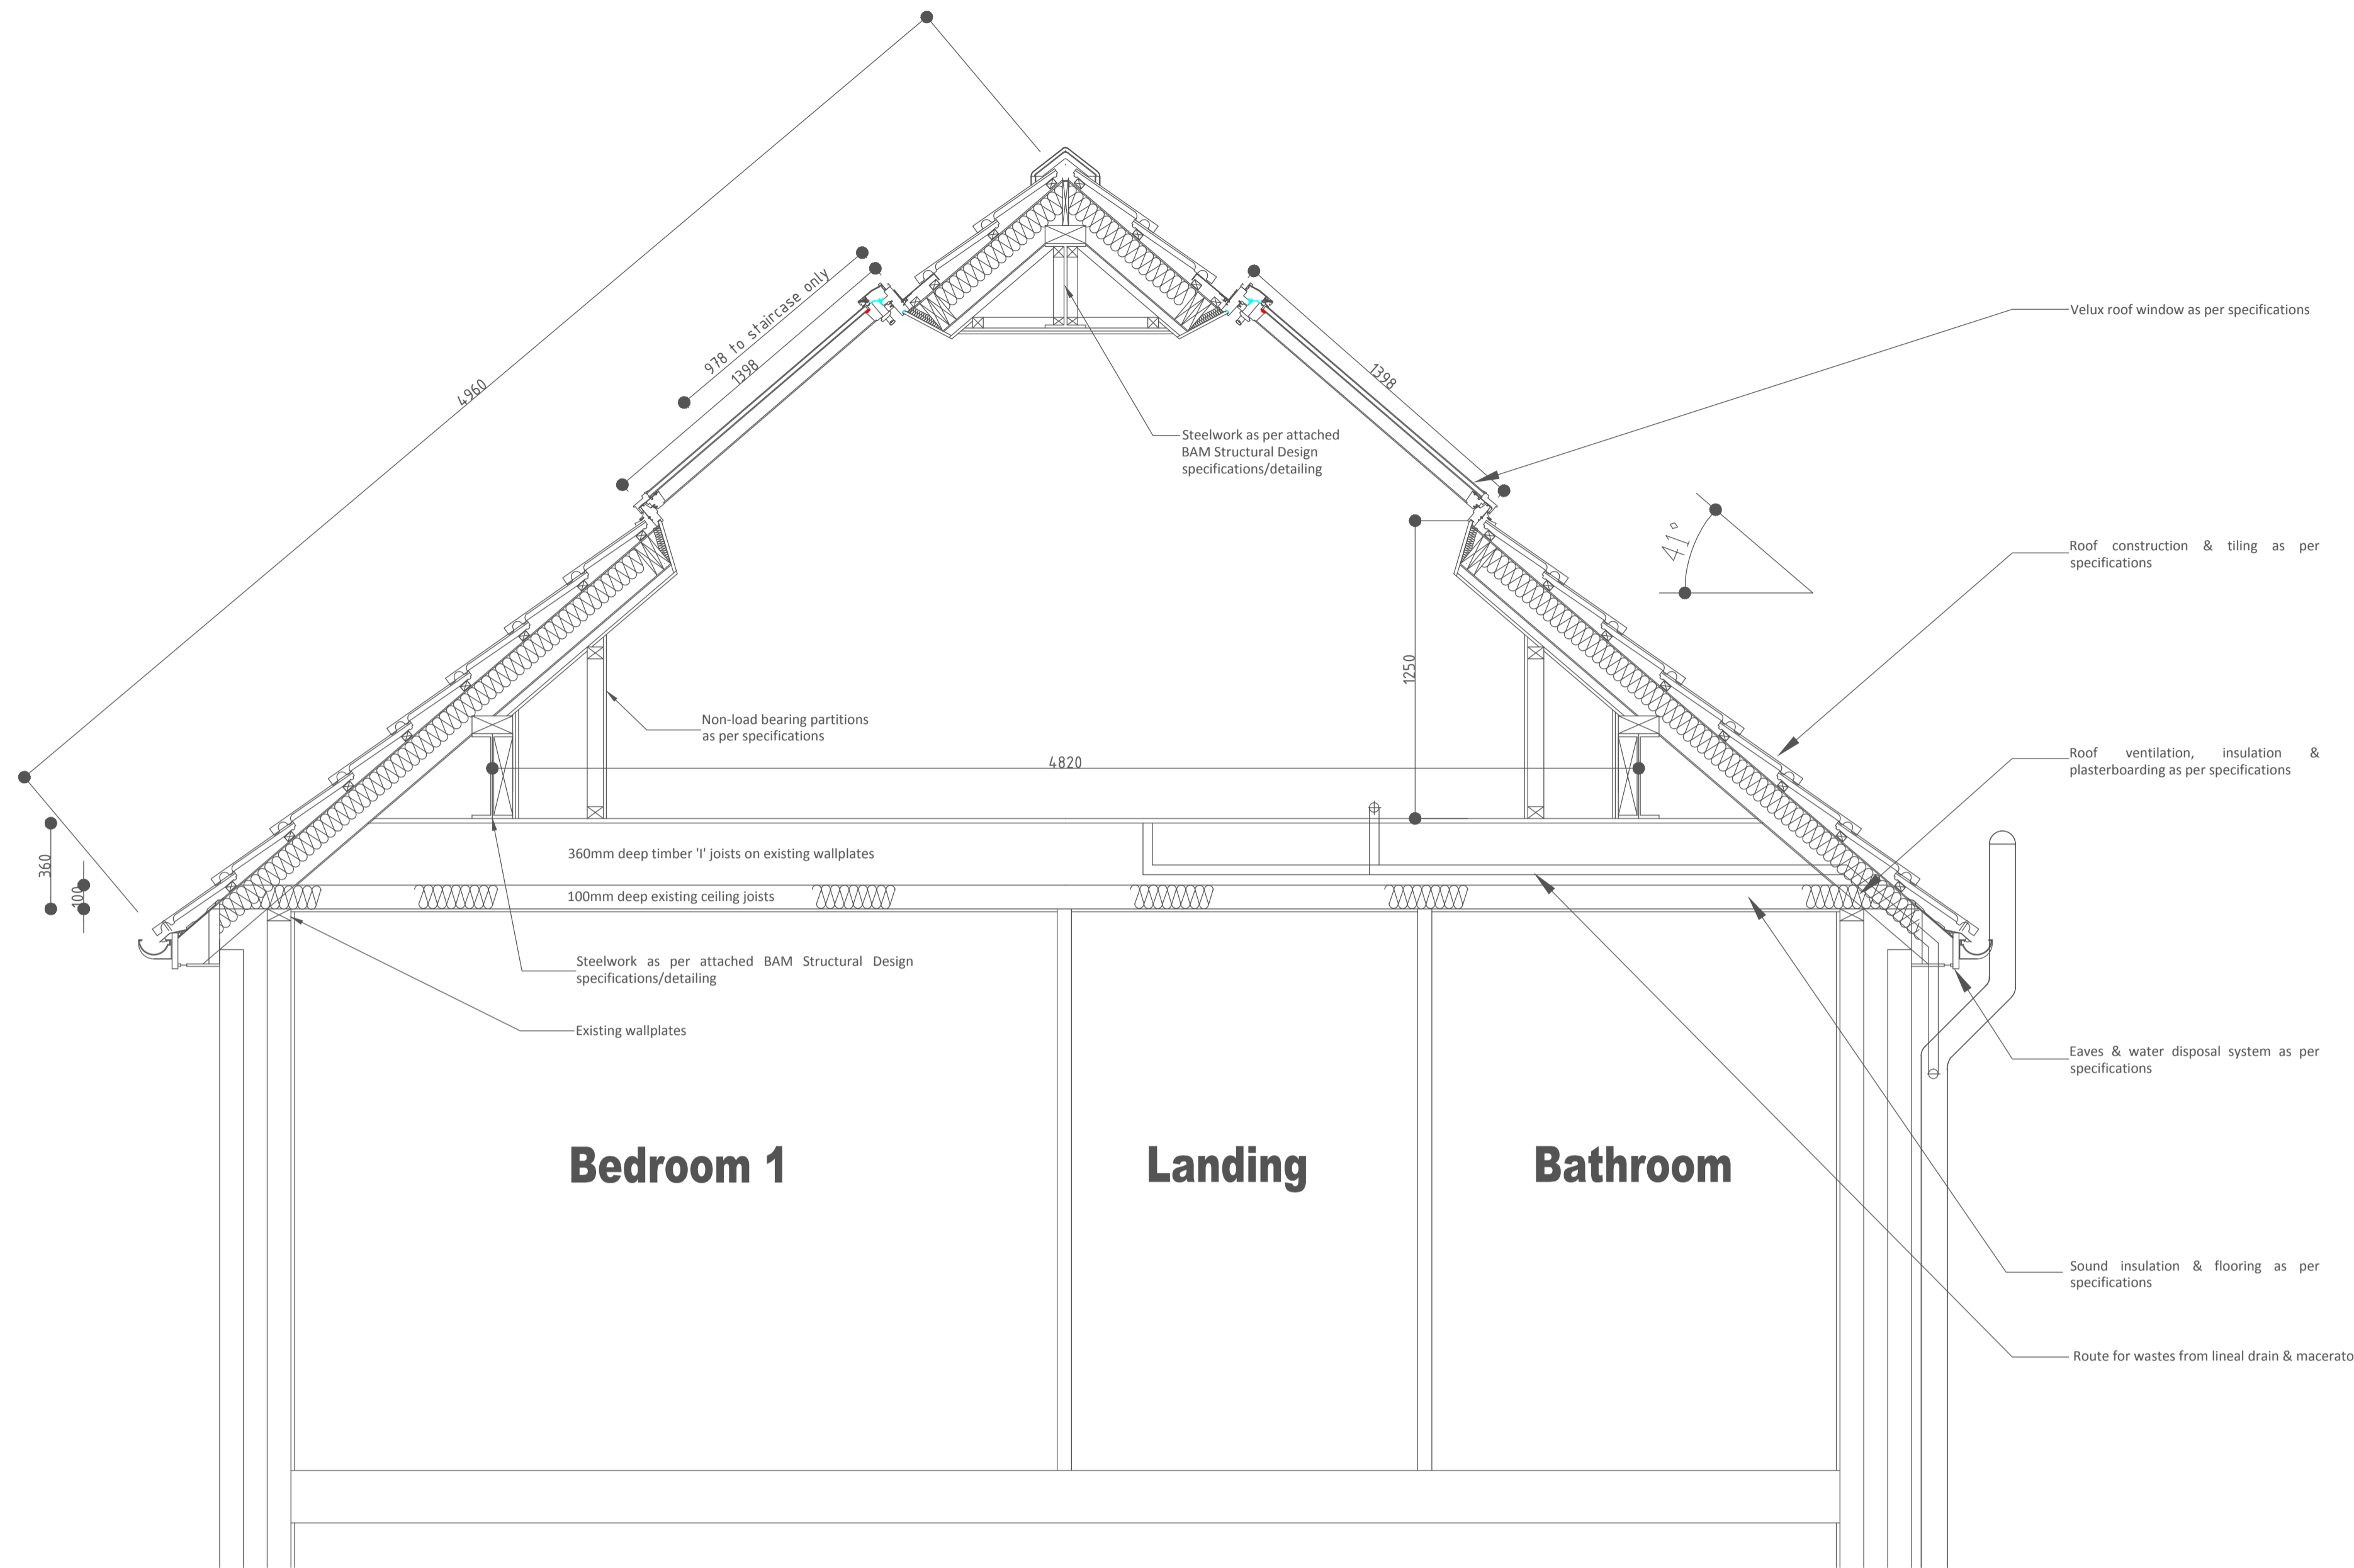 978 to staircase only
1398
1398
4960
Velux roof window as per specifications
Steelwork as per attached
BAM Structural Design
specifications/detailing
41°
Roof construction & tiling as per
specifications
1250
Non-load bearing partitions
as per specifications
4820
Roof ventilation, insulation &
plasterboarding as per specifications
360
100
360mm deep timber 'I' joists on existing wallplates
100mm deep existing ceiling joists
Steelwork as per attached BAM Structural Design
specifications/detailing
Existing wallplates
Eaves & water disposal system as per
specifications
Bedroom 1
Landing
Bathroom
Sound insulation & flooring as per
specifications
Route for wastes from lineal drain & macerato